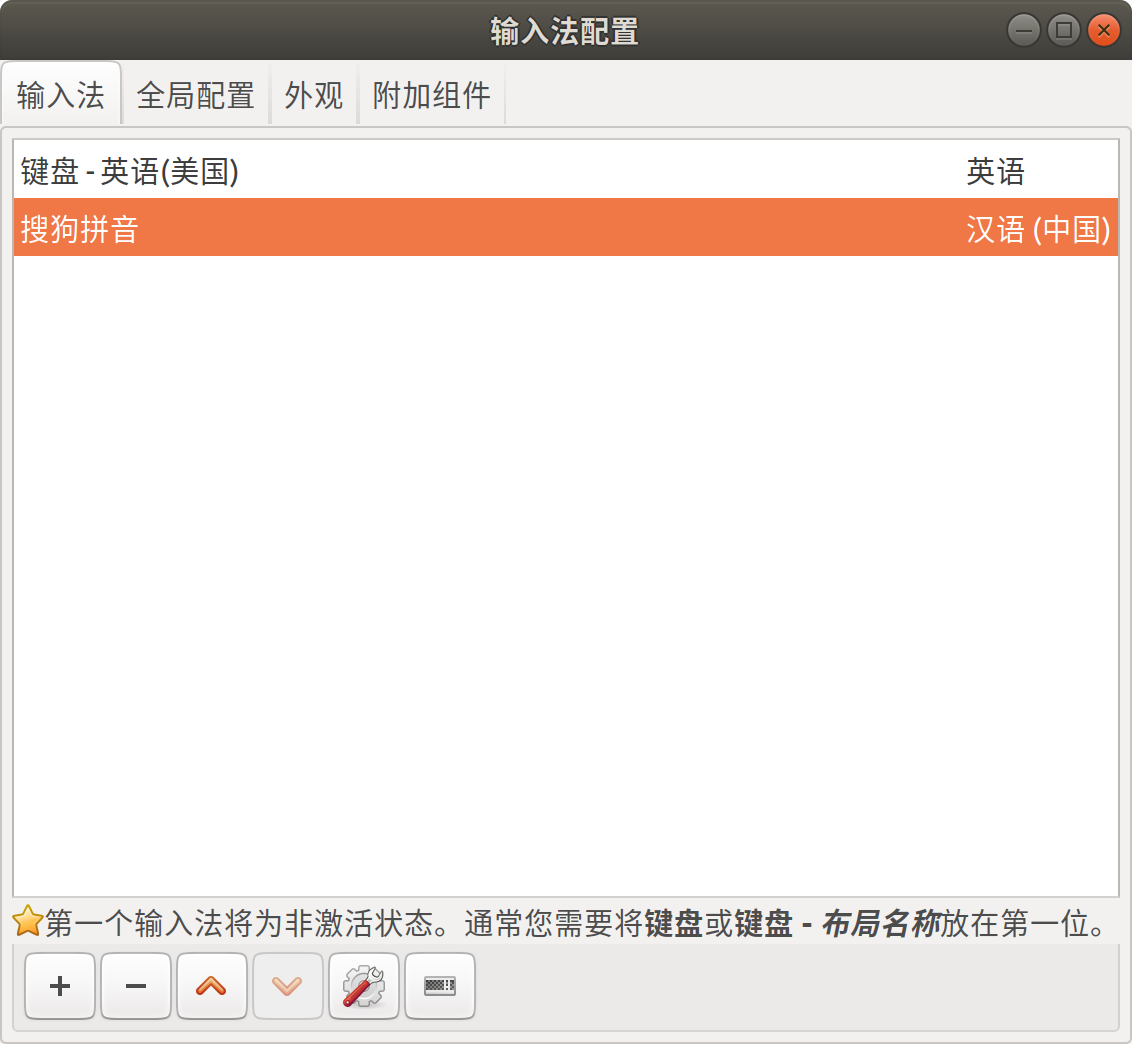 输入法配置
输入法 全局配置 外观 附加组件
键盘 - 英语(美国) 英语
搜狗拼音 汉语 (中国)
第一个输入法将为非激活状态。通常您需要将键盘或键盘 - 布局名称放在第一位。